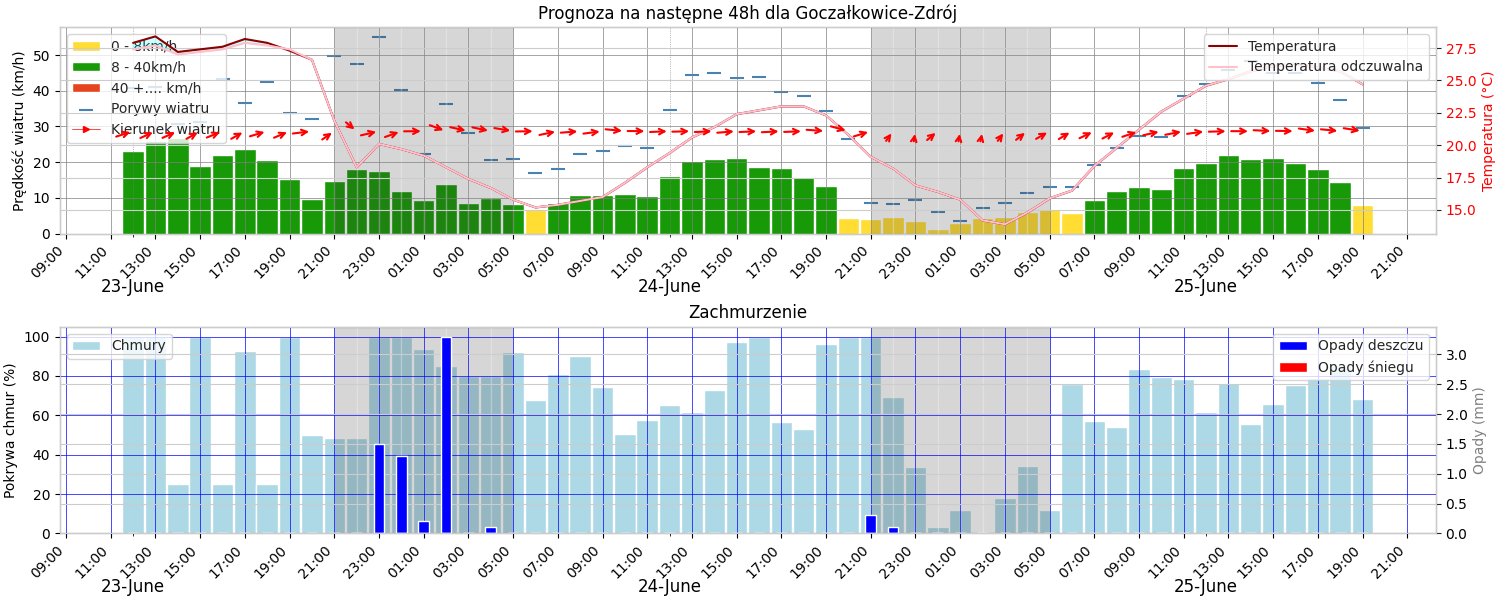 Prognoza na następne 48h dla Goczałkowice-Zdrój
Prędkość wiatru (km/h)
50
40
30
20
10
0
0 - 8km/h
8 - 40km/h
40 +.... km/h
Porywy wiatru
Kierunek wiatru
Temperatura
Temperatura odczuwalna
27.5
25.0
22.5
20.0
17.5
15.0
Temperatura (°C)
09:00 11:00 13:00 15:00 17:00 19:00 21:00 23:00 01:00 03:00 05:00 07:00 09:00 11:00 13:00 15:00 17:00 19:00 21:00 23:00 01:00 03:00 05:00 07:00 09:00 11:00 13:00 15:00 17:00 19:00 21:00
23-June 24-June 25-June
Zachmurzenie
Pokrywa chmur (%)
100
80
60
40
20
0
Chmury
Opady deszczu
Opady śniegu
3.0
2.5
2.0
1.5
1.0
0.5
0.0
Opady (mm)
09:00 11:00 13:00 15:00 17:00 19:00 21:00 23:00 01:00 03:00 05:00 07:00 09:00 11:00 13:00 15:00 17:00 19:00 21:00 23:00 01:00 03:00 05:00 07:00 09:00 11:00 13:00 15:00 17:00 19:00 21:00
23-June 24-June 25-June